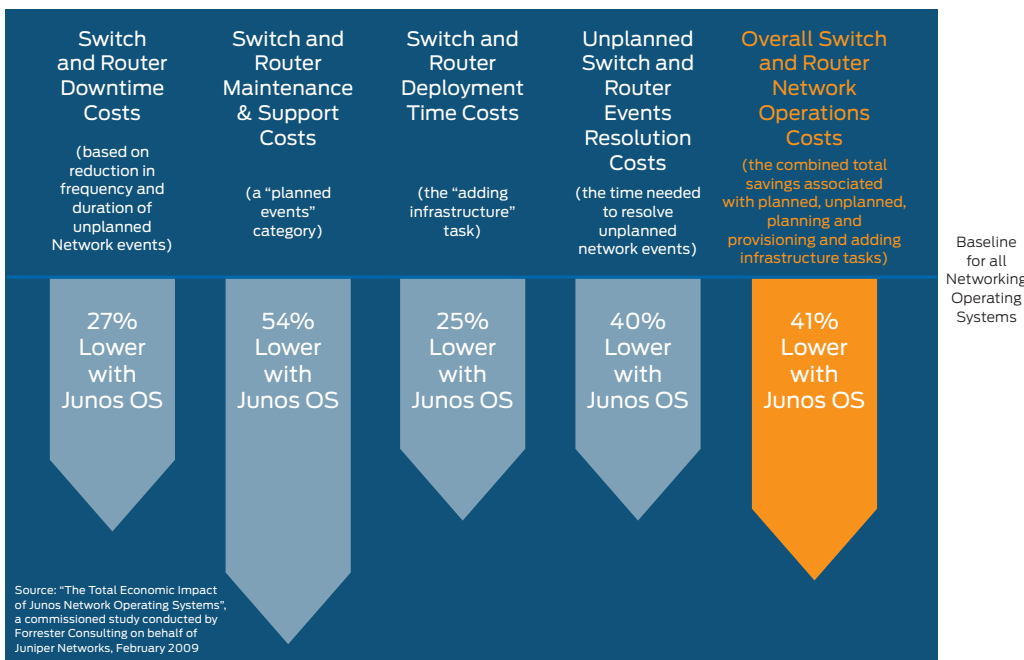 Switch
and Router
Downtime
Costs
(based on
reduction in
frequency and
duration of
unplanned
Network events)
Switch and
Router
Maintenance
& Support
Costs
(a “planned
events”
category)
Switch and
Router
Deployment
Time Costs
(the “adding
infrastructure”
task)
Unplanned
Switch and
Router
Events
Resolution
Costs
(the time needed
to resolve
unplanned
network events)
Overall Switch
and Router
Network
Operations
Costs
(the combined total
savings associated
with planned, unplanned,
planning and
provisioning and adding
infrastructure tasks)
Baseline
for all
Networking
Operating
Systems
27%
Lower
with
Junos OS
54%
Lower
with
Junos OS
25%
Lower
with
Junos OS
40%
Lower
with
Junos OS
41%
Lower
with
Junos OS
Source: “The Total Economic Impact
of Junos Network Operating Systems”,
a commissioned study conducted by
Forrester Consulting on behalf of
Juniper Networks, February 2009